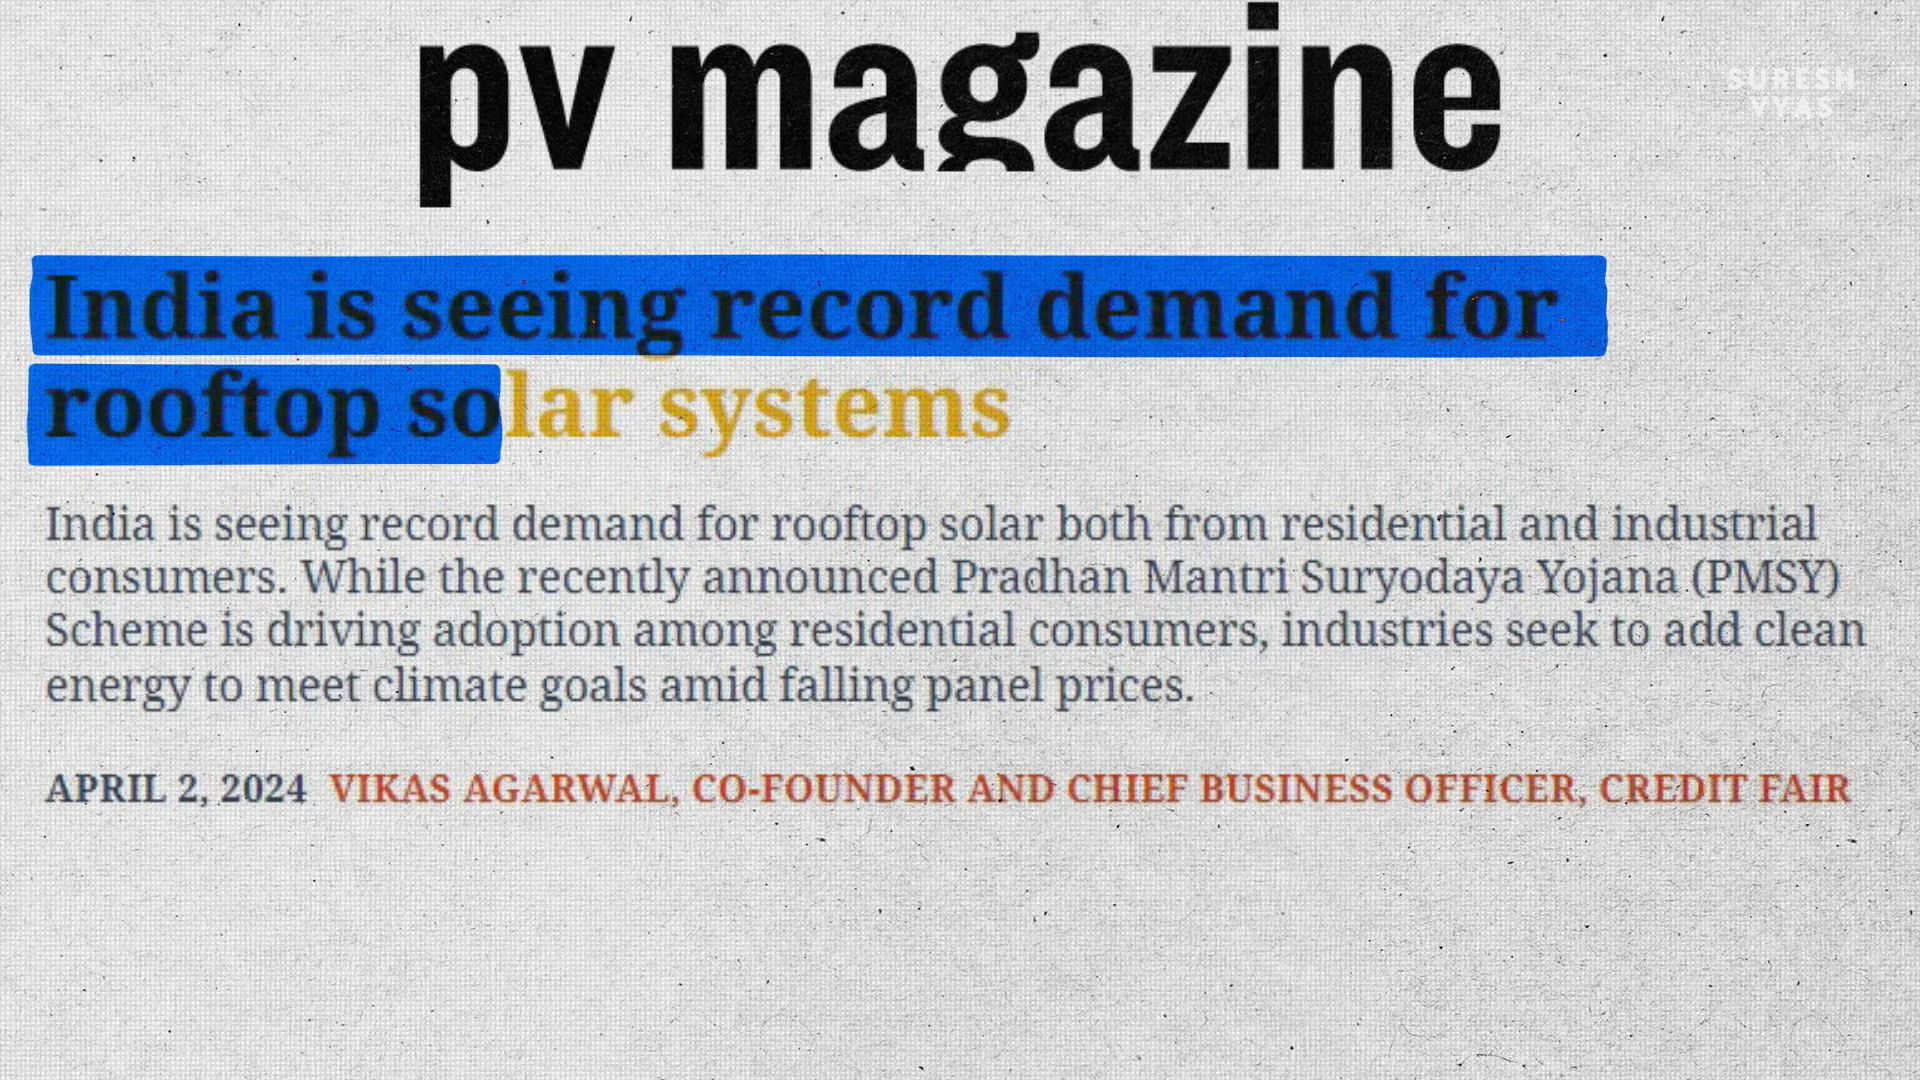 pv magazine
SURESH
VYAS
India is seeing record demand for
rooftop solar systems
India is seeing record demand for rooftop solar both from residential and industrial
consumers. While the recently announced Pradhan Mantri Suryodaya Yojana (PMSY)
Scheme is driving adoption among residential consumers, industries seek to add clean
energy to meet climate goals amid falling panel prices.
APRIL 2, 2024 VIKAS AGARWAL, CO-FOUNDER AND CHIEF BUSINESS OFFICER, CREDIT FAIR